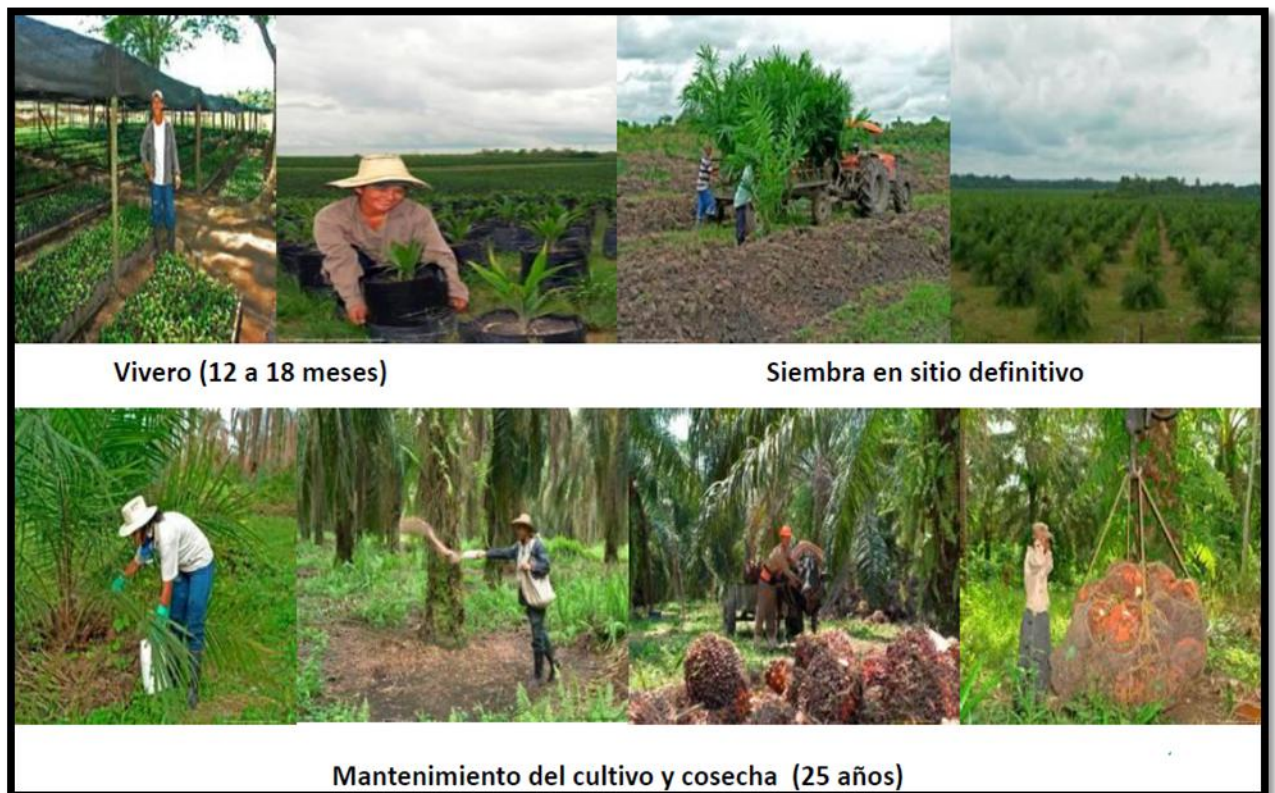 Vivero (12 a 18 meses)
Siembra en sitio definitivo
Mantenimiento del cultivo y cosecha (25 años)